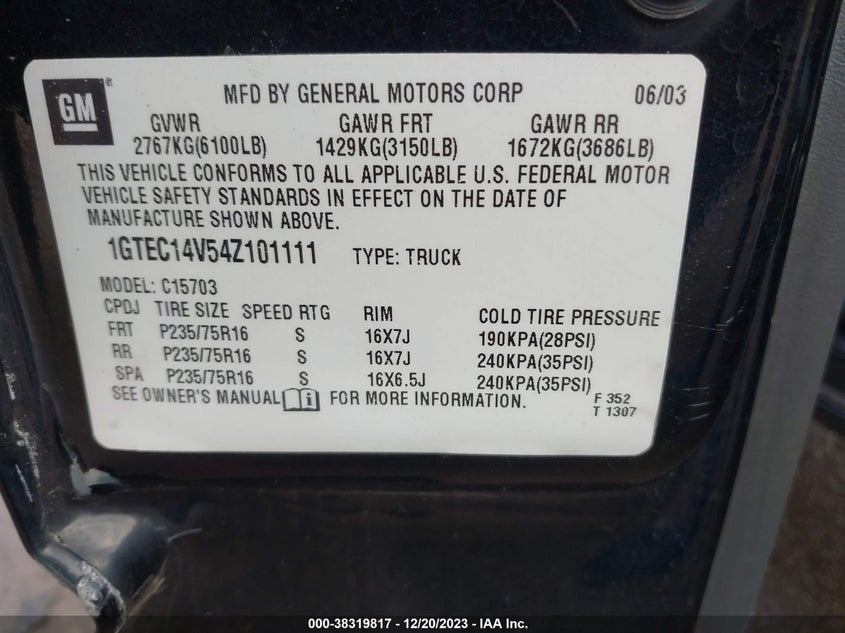 GM
MFD BY GENERAL MOTORS CORP 06/03
GVWR GAWR FRT GAWR RR
2767KG(6100LB) 1429KG(3150LB) 1672KG(3686LB)
THIS VEHICLE CONFORMS TO ALL APPLICABLE U.S. FEDERAL MOTOR
VEHICLE SAFETY STANDARDS IN EFFECT ON THE DATE OF
MANUFACTURE SHOWN ABOVE.
1GTEC14V54Z101111 TYPE: TRUCK
MODEL: C15703
CPDJ TIRE SIZE SPEED RTG RIM COLD TIRE PRESSURE
FRT P235/75R16 S 16X7J 190KPA(28PSI)
RR P235/75R16 S 16X7J 240KPA(35PSI)
SPA P235/75R16 S 16X6.5J 240KPA(35PSI)
SEE OWNER'S MANUAL i FOR MORE INFORMATION. F 352
T 1307
000-38319817 - 12/20/2023 - IAA Inc.